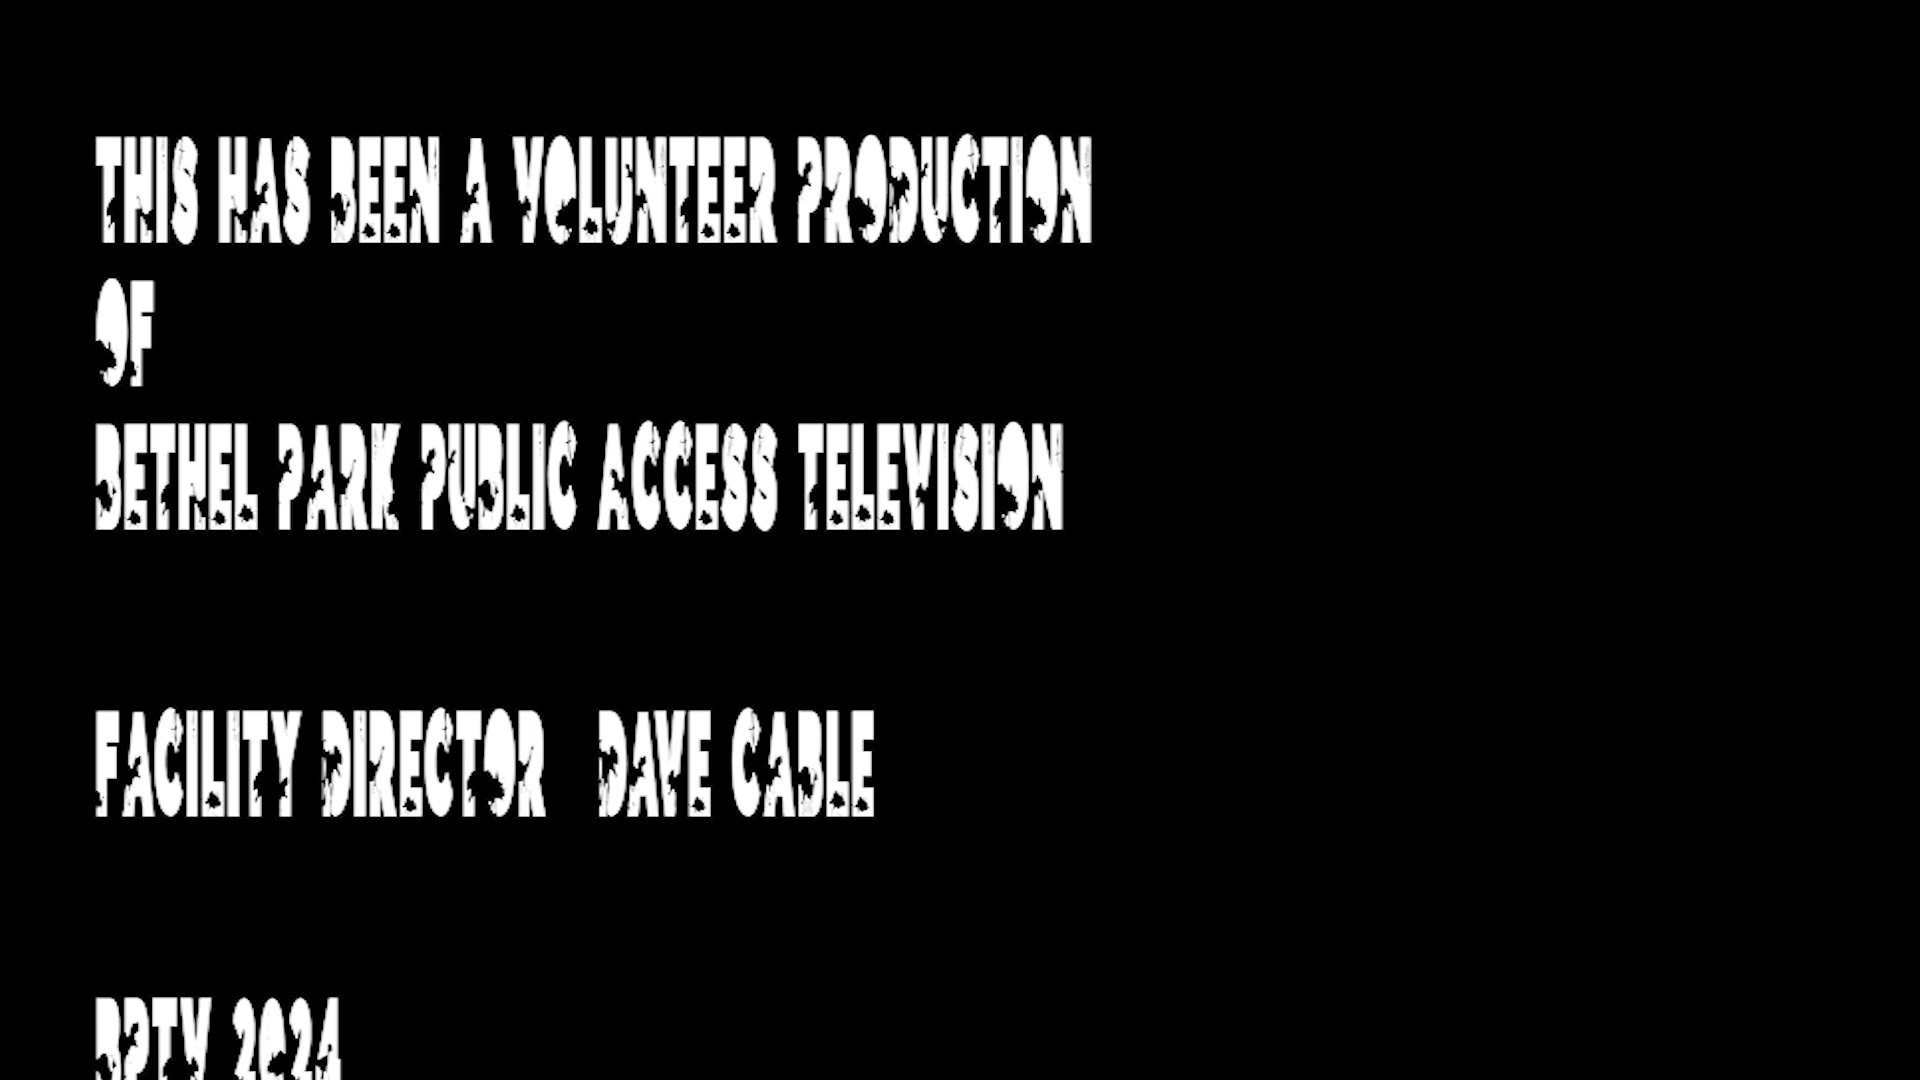 THIS HAS BEEN A VOLUNTEER PRODUCTION
OF
BETHEL PARK PUBLIC ACCESS TELEVISION
FACILITY DIRECTOR DAVE CABLE
BPTV 2024